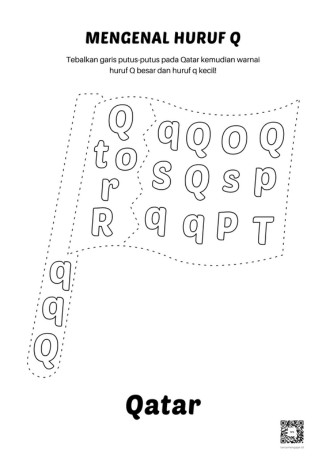 MENGENAL HURUF Q
Tebalkan garis putus-putus pada Qatar kemudian warnai
huruf Q besar dan huruf q kecil!
Q q Q O Q
t o S Q s p
r
R q q P T
q
q
Q
Qatar